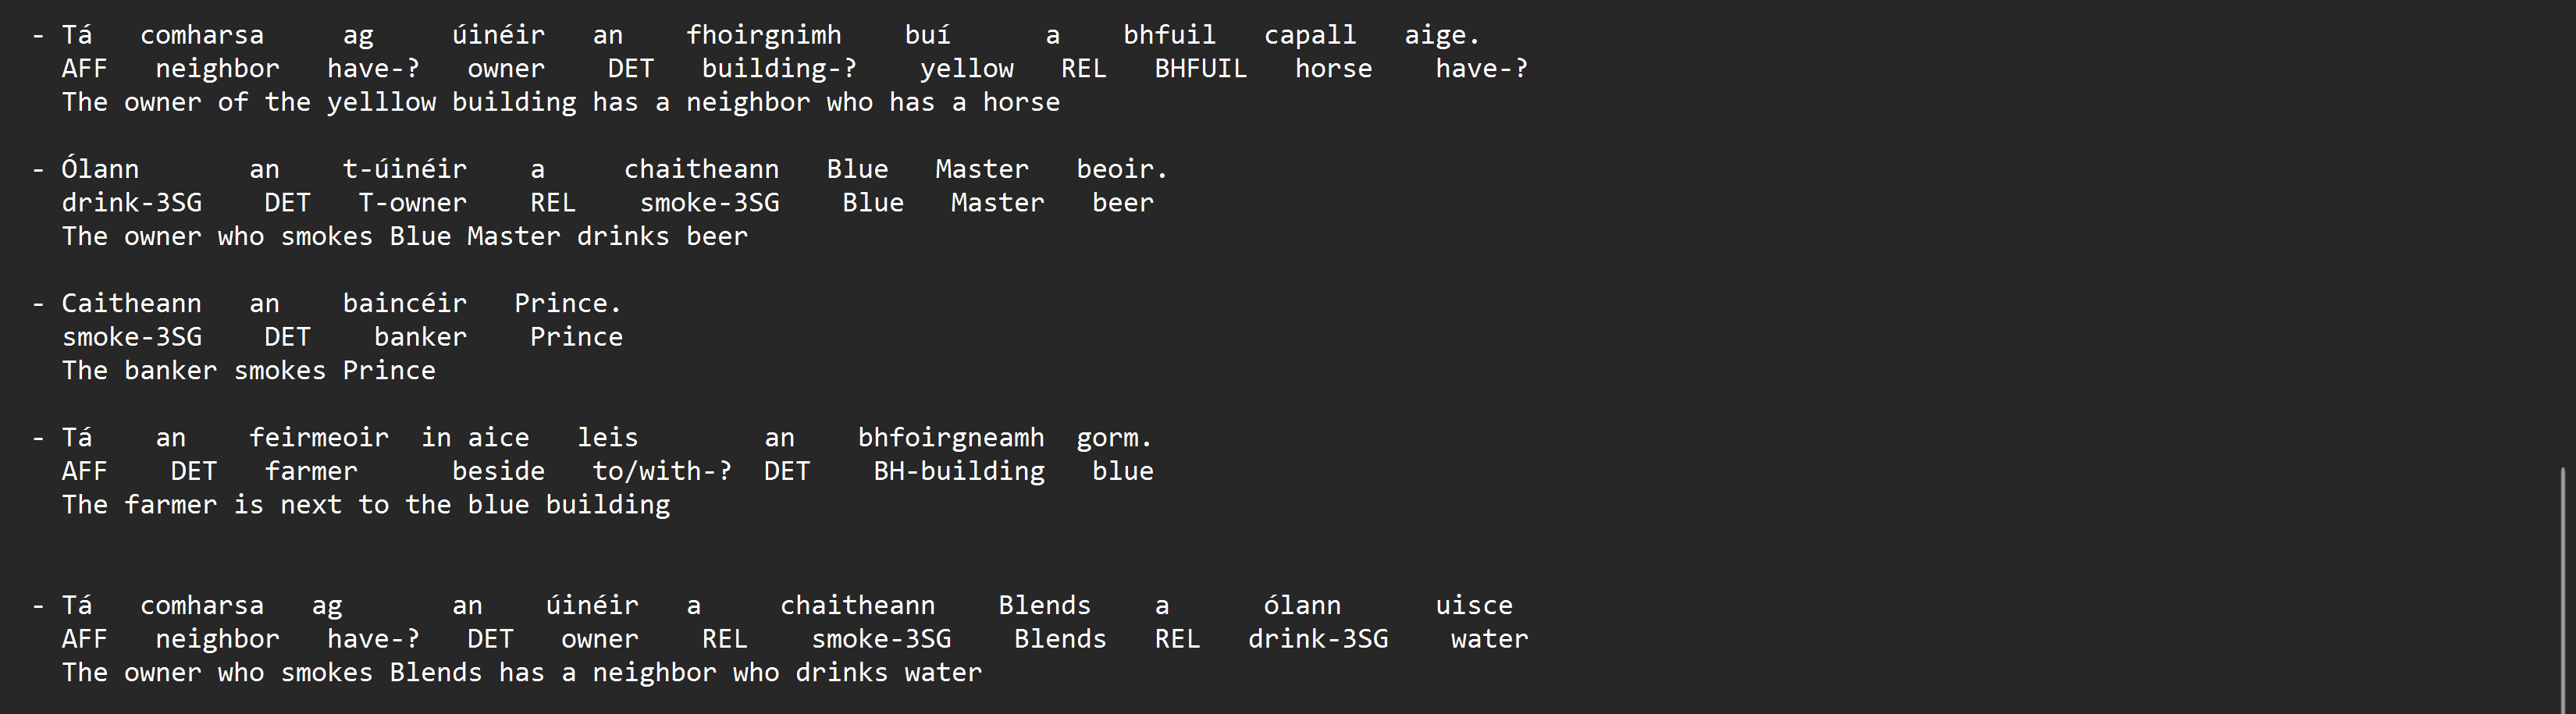 - Tá comharsa ag úinéir an fhoirgnimh buí a bhfuil capall aige.
AFF neighbor have-? owner DET building-? yellow REL BHFUIL horse have-?
The owner of the yelllow building has a neighbor who has a horse
- Ólann an t-úinéir a chaitheann Blue Master beoir.
drink-3SG DET T-owner REL smoke-3SG Blue Master beer
The owner who smokes Blue Master drinks beer
- Caitheann an baincéir Prince.
smoke-3SG DET banker Prince
The banker smokes Prince
- Tá an feirmeoir in aice leis an bhfoirgneamh gorm.
AFF DET farmer beside to/with-? DET BH-building blue
The farmer is next to the blue building
- Tá comharsa ag an úinéir a chaitheann Blends a ólann uisce
AFF neighbor have-? DET owner REL smoke-3SG Blends REL drink-3SG water
The owner who smokes Blends has a neighbor who drinks water